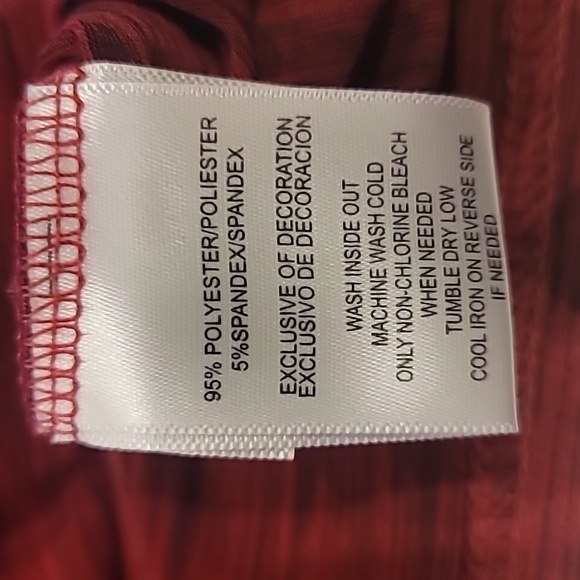 95% POLYESTER/POLIESTER
5%SPANDEX/SPANDEX
EXCLUSIVE OF DECORATION
EXCLUSIVO DE DECORACION
WASH INSIDE OUT
MACHINE WASH COLD
ONLY NON-CHLORINE BLEACH
WHEN NEEDED
TUMBLE DRY LOW
COOL IRON ON REVERSE SIDE
IF NEEDED